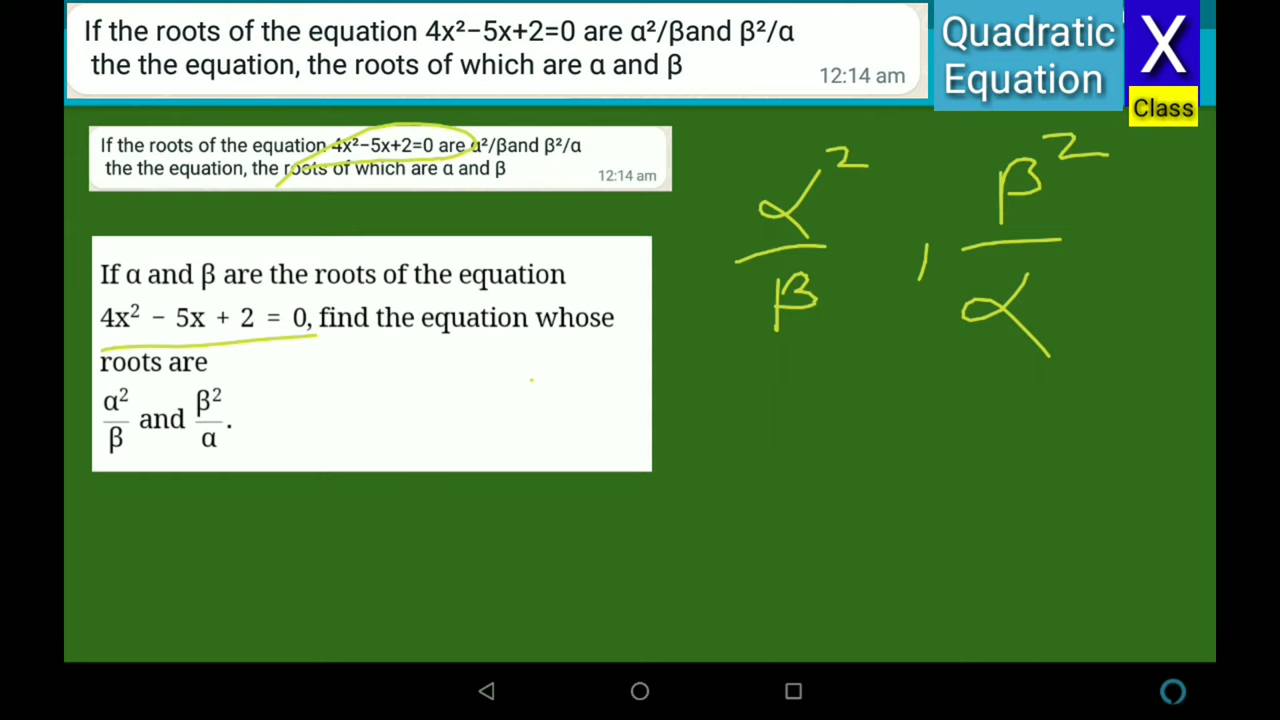 If the roots of the equation 4x²−5x+2=0 are α²/βand β²/α
the the equation, the roots of which are α and β
12:14 am
Quadratic
Equation
X
Class
If the roots of the equation 4x²−5x+2=0 are α²/βand β²/α
the the equation, the roots of which are α and β
12:14 am
If α and β are the roots of the equation
4x² − 5x + 2 = 0, find the equation whose
roots are
α²/β and β²/α.
α²/β , β²/α